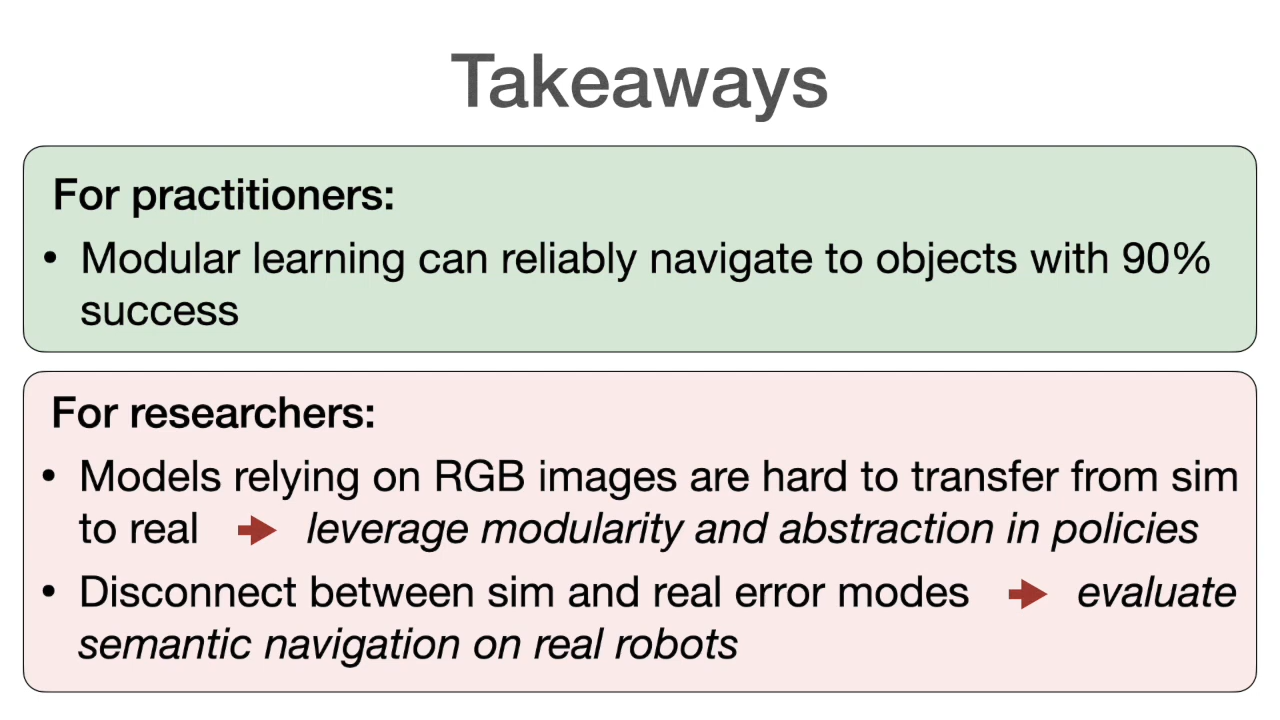 Takeaways
For practitioners:
• Modular learning can reliably navigate to objects with 90%
success
For researchers:
• Models relying on RGB images are hard to transfer from sim
to real ➡ leverage modularity and abstraction in policies
• Disconnect between sim and real error modes ➡ evaluate
semantic navigation on real robots